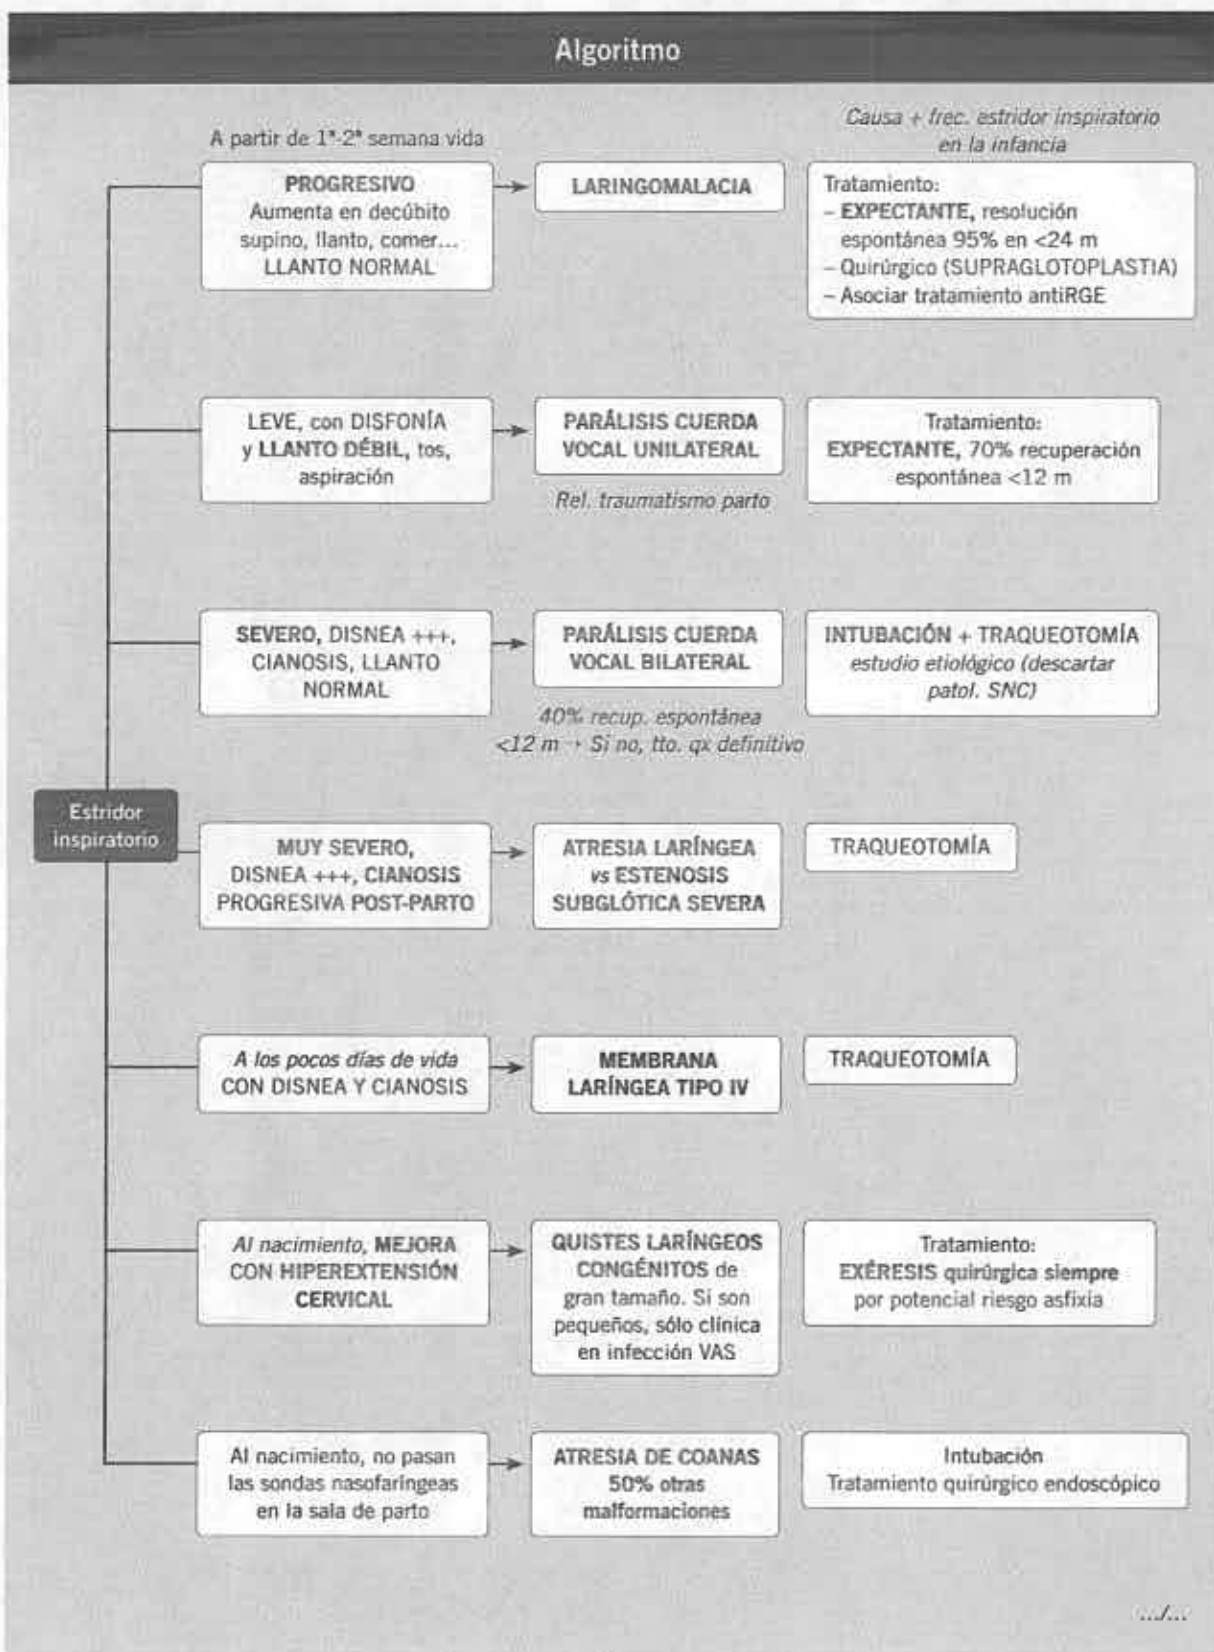 Algoritmo
A partir de 1ª-2ª semana vida
PROGRESIVO
Aumenta en decúbito
supino, llanto, comer...
LLANTO NORMAL
LARINGOMALACIA
Causa + frec. estridor inspiratorio
en la infancia
Tratamiento:
– EXPECTANTE, resolución
espontánea 95% en <24 m
– Quirúrgico (SUPRAGLOTOPLASTIA)
– Asociar tratamiento antiRGE
LEVE, con DISFONÍA
y LLANTO DÉBIL, tos,
aspiración
PARÁLISIS CUERDA
VOCAL UNILATERAL
Rel. traumatismo parto
Tratamiento:
EXPECTANTE, 70% recuperación
espontánea <12 m
SEVERO, DISNEA +++,
CIANOSIS, LLANTO
NORMAL
PARÁLISIS CUERDA
VOCAL BILATERAL
40% recup. espontánea
<12 m → Si no, tto. qx definitivo
INTUBACIÓN + TRAQUEOTOMÍA
estudio etiológico (descartar
patol. SNC)
Estridor
inspiratorio
MUY SEVERO,
DISNEA +++, CIANOSIS
PROGRESIVA POST-PARTO
ATRESIA LARÍNGEA
vs ESTENOSIS
SUBGLÓTICA SEVERA
TRAQUEOTOMÍA
A los pocos días de vida
CON DISNEA Y CIANOSIS
MEMBRANA
LARÍNGEA TIPO IV
TRAQUEOTOMÍA
Al nacimiento, MEJORA
CON HIPEREXTENSIÓN
CERVICAL
QUISTES LARÍNGEOS
CONGÉNITOS de
gran tamaño. Si son
pequeños, sólo clínica
en infección VAS
Tratamiento:
EXÉRESIS quirúrgica siempre
por potencial riesgo asfixia
Al nacimiento, no pasan
las sondas nasofaríngeas
en la sala de parto
ATRESIA DE COANAS
50% otras
malformaciones
Intubación
Tratamiento quirúrgico endoscópico
.../...